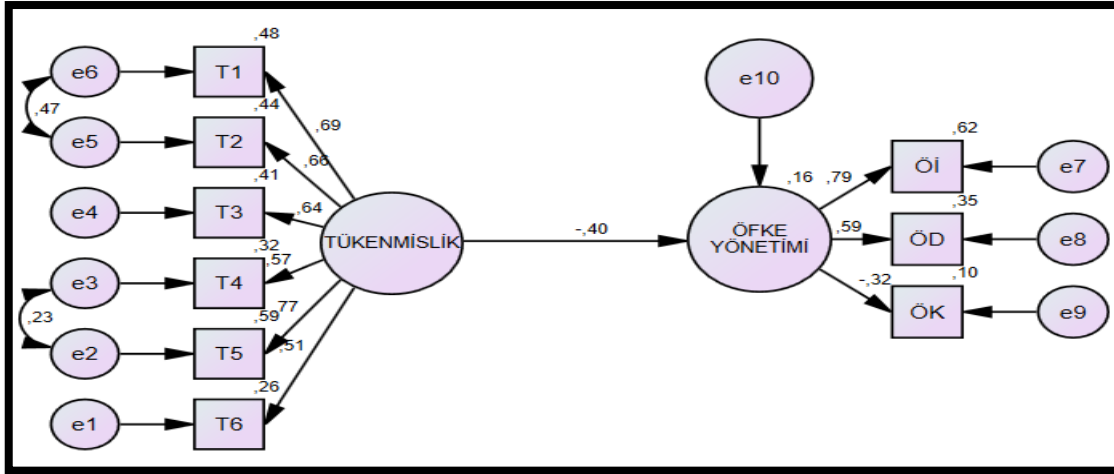 ,48
e6
T1
,47
,44
,69
e5
T2
,66
,41
e4
T3
,64
,32
,57
e3
T4
,23
,77
,59
e2
T5
,51
,26
e1
T6
TÜKENMİSLİK
-,40
e10
,16
ÖFKE
YÖNETİMİ
,79
,62
Öİ
e7
,59
,35
ÖD
e8
-,32
,10
ÖK
e9